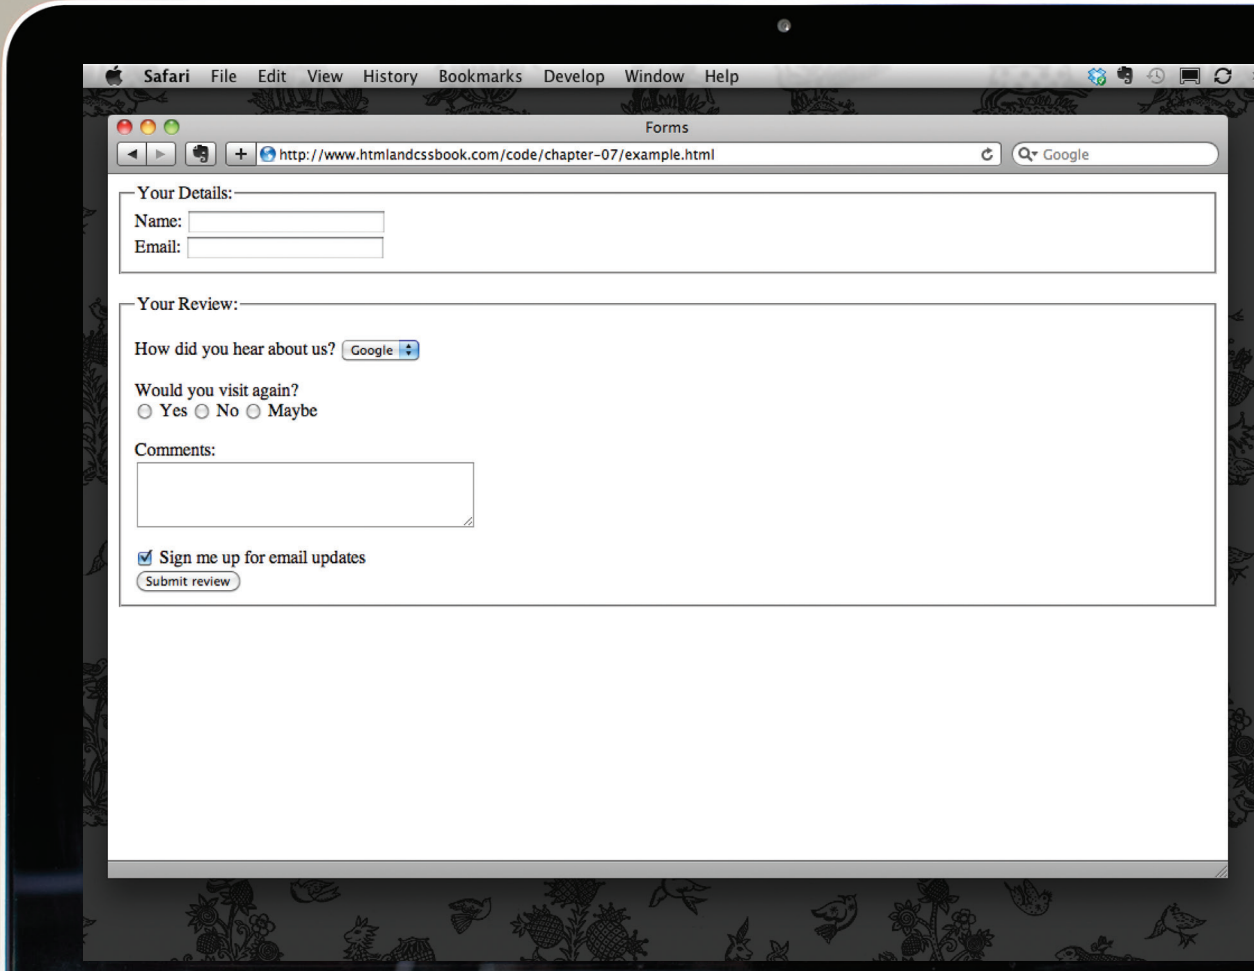 Safari File Edit View History Bookmarks Develop Window Help
Forms
http://www.htmlandcssbook.com/code/chapter-07/example.html
Google
Your Details:
Name:
Email:
Your Review:
How did you hear about us? Google
Would you visit again?
Yes No Maybe
Comments:
Sign me up for email updates
Submit review